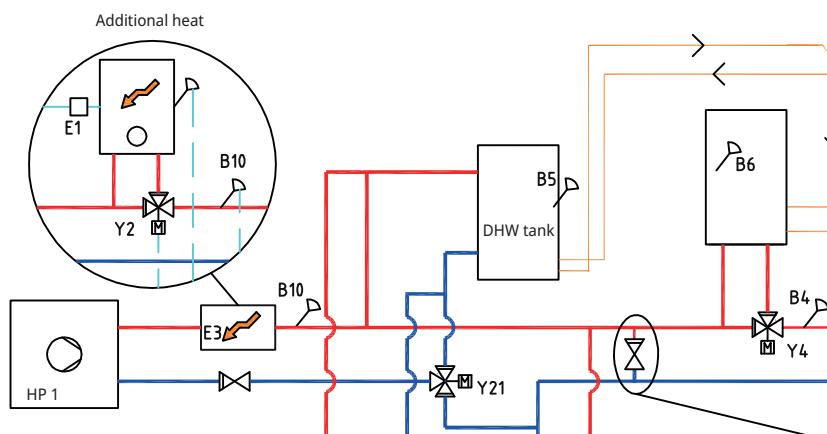 Additional heat
E1
B10
Y2
B5
DHW tank
B6
B10
E3
B4
Y4
HP 1
M
M
M
Y21